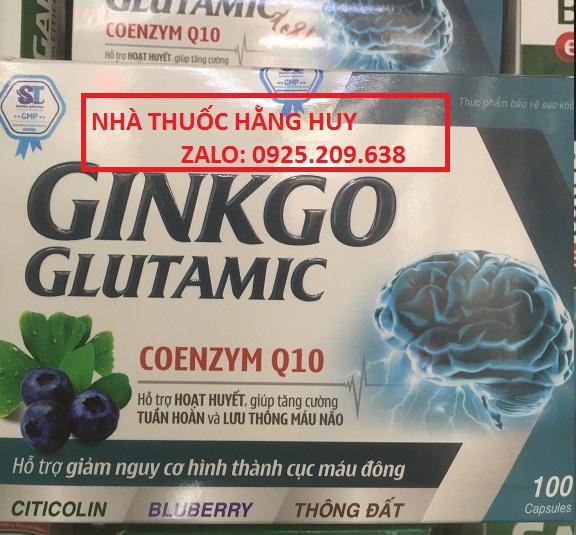 GLUTAMIC
COENZYM Q10
Hỗ trợ HOẠT HUYẾT, giúp tăng cường
ST
GMP
Thực phẩm bảo vệ sức khỏ
NHÀ THUỐC HẰNG HUY
ZALO: 0925.209.638
GINKGO
GLUTAMIC
COENZYM Q10
Hỗ trợ HOẠT HUYẾT, giúp tăng cường
TUẦN HOÀN và LƯU THÔNG MÁU NÃO
Hỗ trợ giảm nguy cơ hình thành cục máu đông
100
Capsules
CITICOLIN BLUBERRY THÔNG ĐẤT